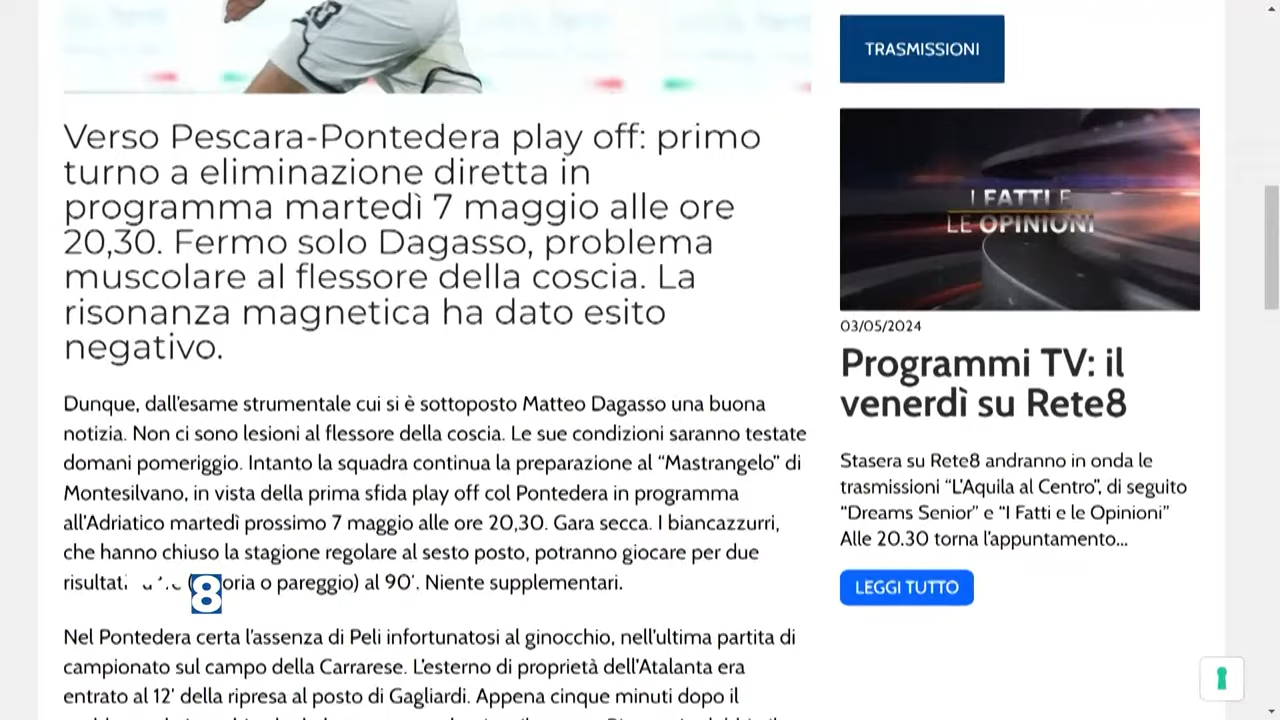 Verso Pescara-Pontedera play off: primo
turno a eliminazione diretta in
programma martedì 7 maggio alle ore
20,30. Fermo solo Dagasso, problema
muscolare al flessore della coscia. La
risonanza magnetica ha dato esito
negativo.
Dunque, dall'esame strumentale cui si è sottoposto Matteo Dagasso una buona
notizia. Non ci sono lesioni al flessore della coscia. Le sue condizioni saranno testate
domani pomeriggio. Intanto la squadra continua la preparazione al “Mastrangelo” di
Montesilvano, in vista della prima sfida play off col Pontedera in programma
all'Adriatico martedì prossimo 7 maggio alle ore 20,30. Gara secca. I biancazzurri,
che hanno chiuso la stagione regolare al sesto posto, potranno giocare per due
8
o pareggio) al 90'. Niente supplementari.
Nel Pontedera certa l'assenza di Peli infortunatosi al ginocchio, nell'ultima partita di
campionato sul campo della Carrarese. L'esterno di proprietà dell'Atalanta era
entrato al 12' della ripresa al posto di Gagliardi. Appena cinque minuti dopo il
TRASMISSIONI
I FATTI E
LE OPINIONI
03/05/2024
Programmi TV: il
venerdì su Rete8
Stasera su Rete8 andranno in onda le
trasmissioni “L'Aquila al Centro”, di seguito
“Dreams Senior” e “I Fatti e le Opinioni”
Alle 20.30 torna l'appuntamento...
LEGGI TUTTO